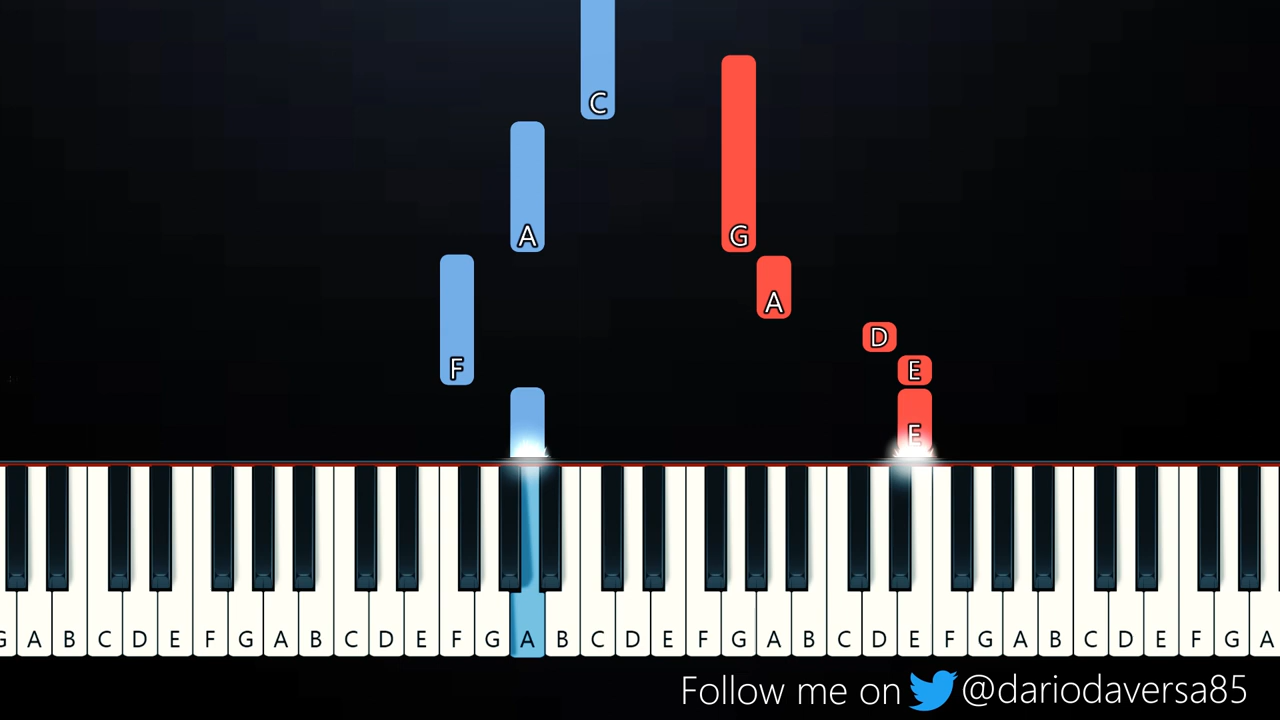 C
A G
A
D
F E
E
G A B C D E F G A B C D E F G A B C D E F G A B C D E F G A B C D E F G A
Follow me on @dariodaversa85